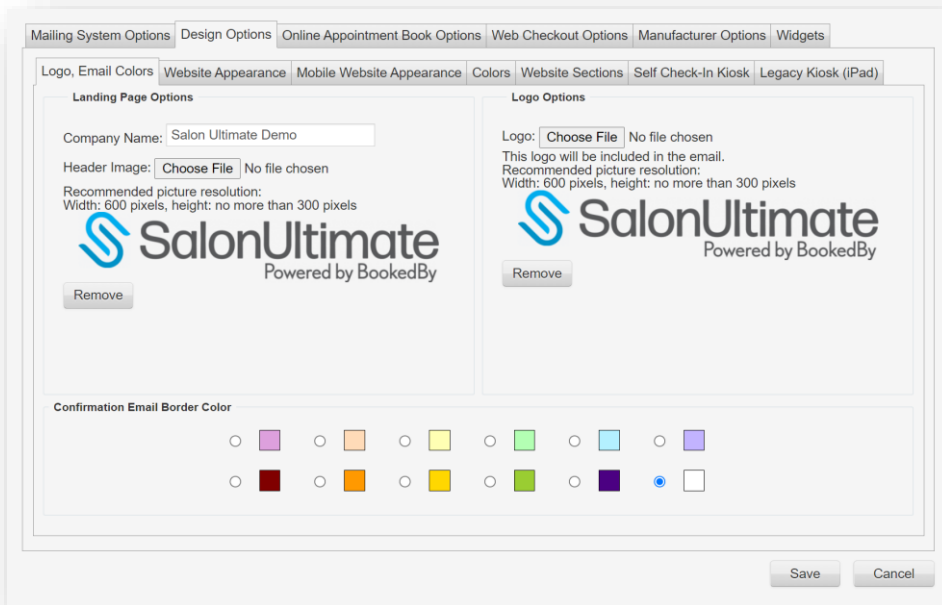 Mailing System Options Design Options Online Appointment Book Options Web Checkout Options Manufacturer Options Widgets
Logo, Email Colors Website Appearance Mobile Website Appearance Colors Website Sections Self Check-In Kiosk Legacy Kiosk (iPad)
Landing Page Options
Company Name: Salon Ultimate Demo
Header Image: Choose File No file chosen
Recommended picture resolution:
Width: 600 pixels, height: no more than 300 pixels
SalonUltimate
Powered by BookedBy
Remove
Logo Options
Logo: Choose File No file chosen
This logo will be included in the email.
Recommended picture resolution:
Width: 600 pixels, height: no more than 300 pixels
SalonUltimate
Powered by BookedBy
Remove
Confirmation Email Border Color
Save Cancel